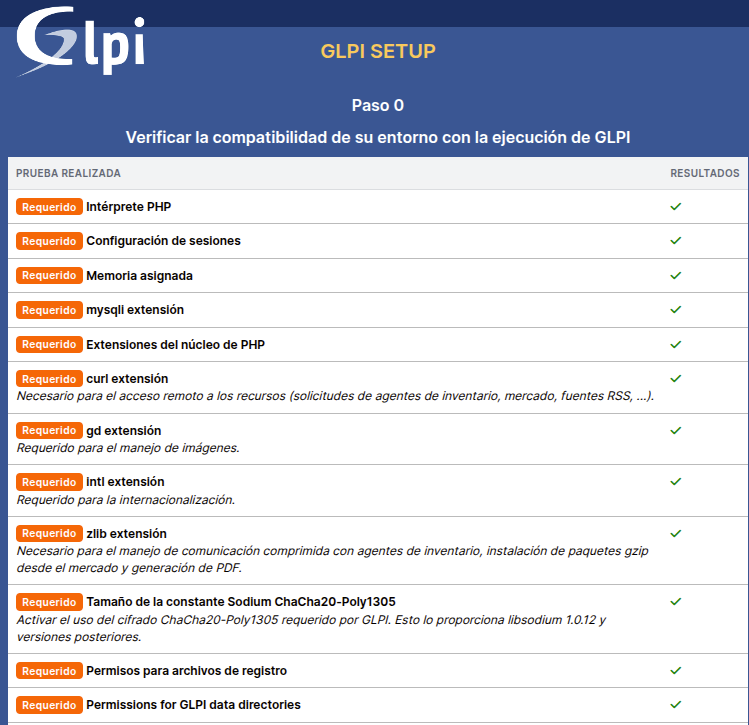 Glpi
GLPI SETUP
Paso 0
Verificar la compatibilidad de su entorno con la ejecución de GLPI
PRUEBA REALIZADA RESULTADOS
Requerido Intérprete PHP
Requerido Configuración de sesiones
Requerido Memoria asignada
Requerido mysqli extensión
Requerido Extensiones del núcleo de PHP
Requerido curl extensión
Necesario para el acceso remoto a los recursos (solicitudes de agentes de inventario, mercado, fuentes RSS, ...).
Requerido gd extensión
Requerido para el manejo de imágenes.
Requerido intl extensión
Requerido para la internacionalización.
Requerido zlib extensión
Necesario para el manejo de comunicación comprimida con agentes de inventario, instalación de paquetes gzip
desde el mercado y generación de PDF.
Requerido Tamaño de la constante Sodium ChaCha20-Poly1305
Activar el uso del cifrado ChaCha20-Poly1305 requerido por GLPI. Esto lo proporciona libsodium 1.0.12 y
versiones posteriores.
Requerido Permisos para archivos de registro
Requerido Permissions for GLPI data directories